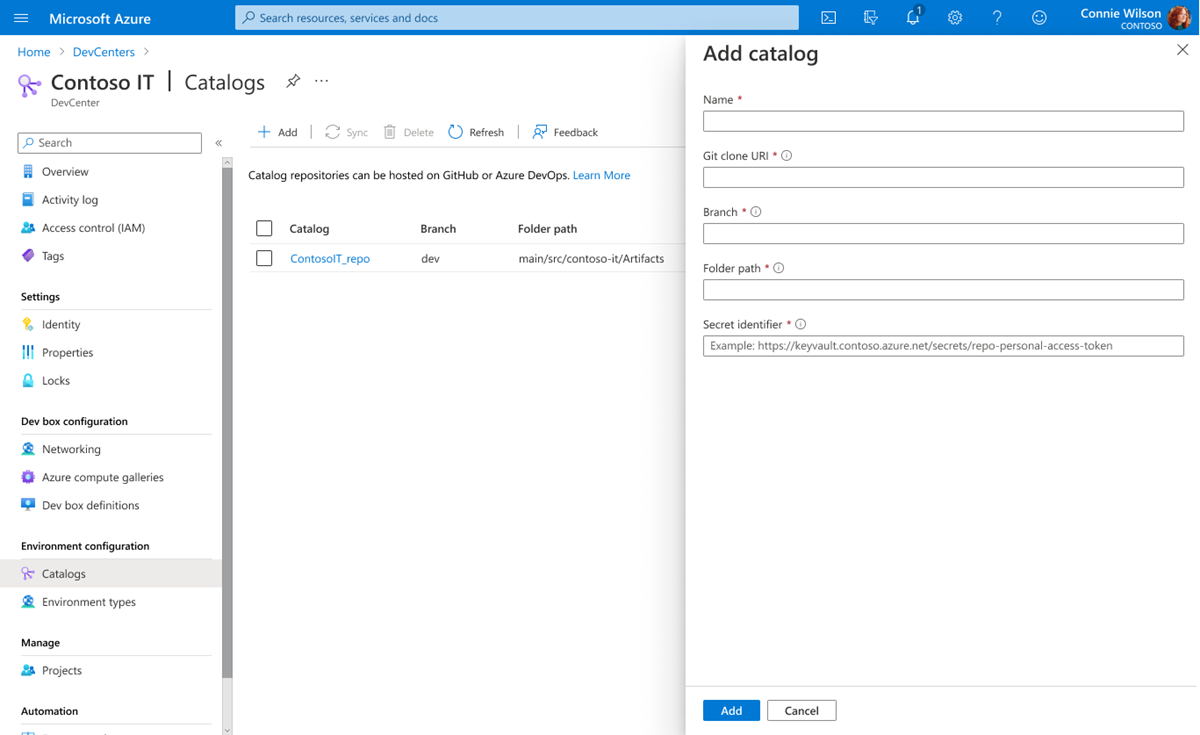 Microsoft Azure
Search resources, services and docs
1
Connie Wilson
CONTOSO
Home > DevCenters >
Contoso IT | Catalogs
DevCenter
Search
«
Overview
Activity log
Access control (IAM)
Tags
Settings
Identity
Properties
Locks
Dev box configuration
Networking
Azure compute galleries
Dev box definitions
Environment configuration
Catalogs
Environment types
Manage
Projects
Automation
+ Add | Sync Delete Refresh | Feedback
Catalog repositories can be hosted on GitHub or Azure DevOps. Learn More
Catalog Branch Folder path
ContosoIT_repo dev main/src/contoso-it/Artifacts
Add catalog
Name *
Git clone URI *
Branch *
Folder path *
Secret identifier *
Example: https://keyvault.contoso.azure.net/secrets/repo-personal-access-token
Add Cancel